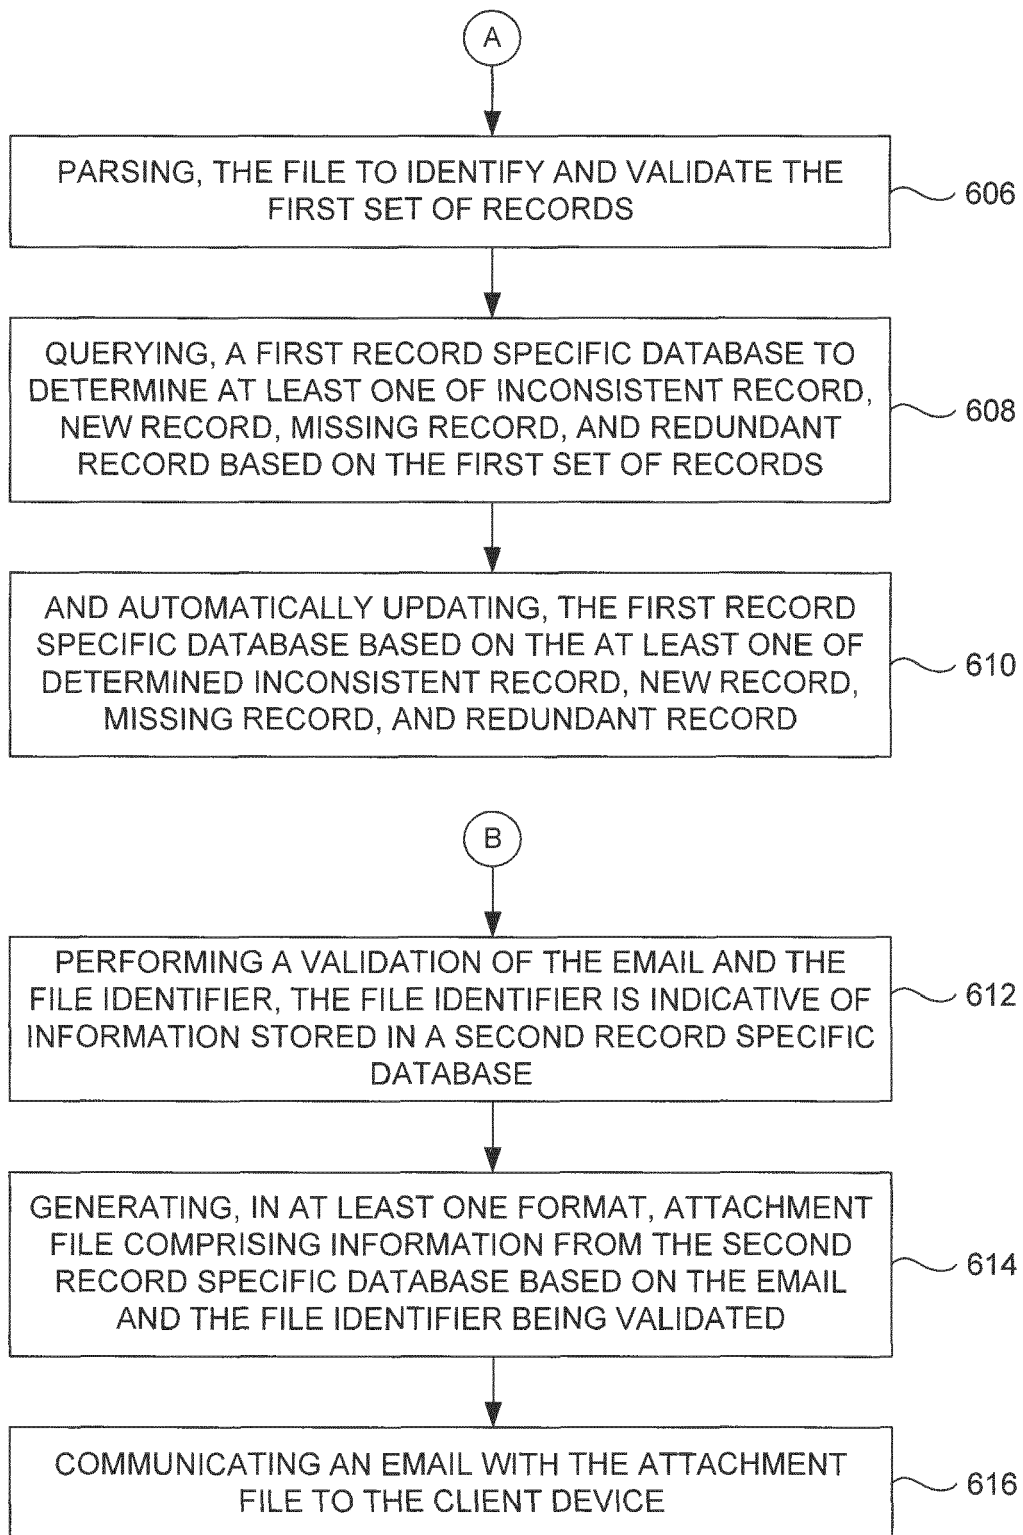 A
PARSING, THE FILE TO IDENTIFY AND VALIDATE THE
FIRST SET OF RECORDS
606
QUERYING, A FIRST RECORD SPECIFIC DATABASE TO
DETERMINE AT LEAST ONE OF INCONSISTENT RECORD,
NEW RECORD, MISSING RECORD, AND REDUNDANT
RECORD BASED ON THE FIRST SET OF RECORDS
608
AND AUTOMATICALLY UPDATING, THE FIRST RECORD
SPECIFIC DATABASE BASED ON THE AT LEAST ONE OF
DETERMINED INCONSISTENT RECORD, NEW RECORD,
MISSING RECORD, AND REDUNDANT RECORD
610
B
PERFORMING A VALIDATION OF THE EMAIL AND THE
FILE IDENTIFIER, THE FILE IDENTIFIER IS INDICATIVE OF
INFORMATION STORED IN A SECOND RECORD SPECIFIC
DATABASE
612
GENERATING, IN AT LEAST ONE FORMAT, ATTACHMENT
FILE COMPRISING INFORMATION FROM THE SECOND
RECORD SPECIFIC DATABASE BASED ON THE EMAIL
AND THE FILE IDENTIFIER BEING VALIDATED
614
COMMUNICATING AN EMAIL WITH THE ATTACHMENT
FILE TO THE CLIENT DEVICE
616